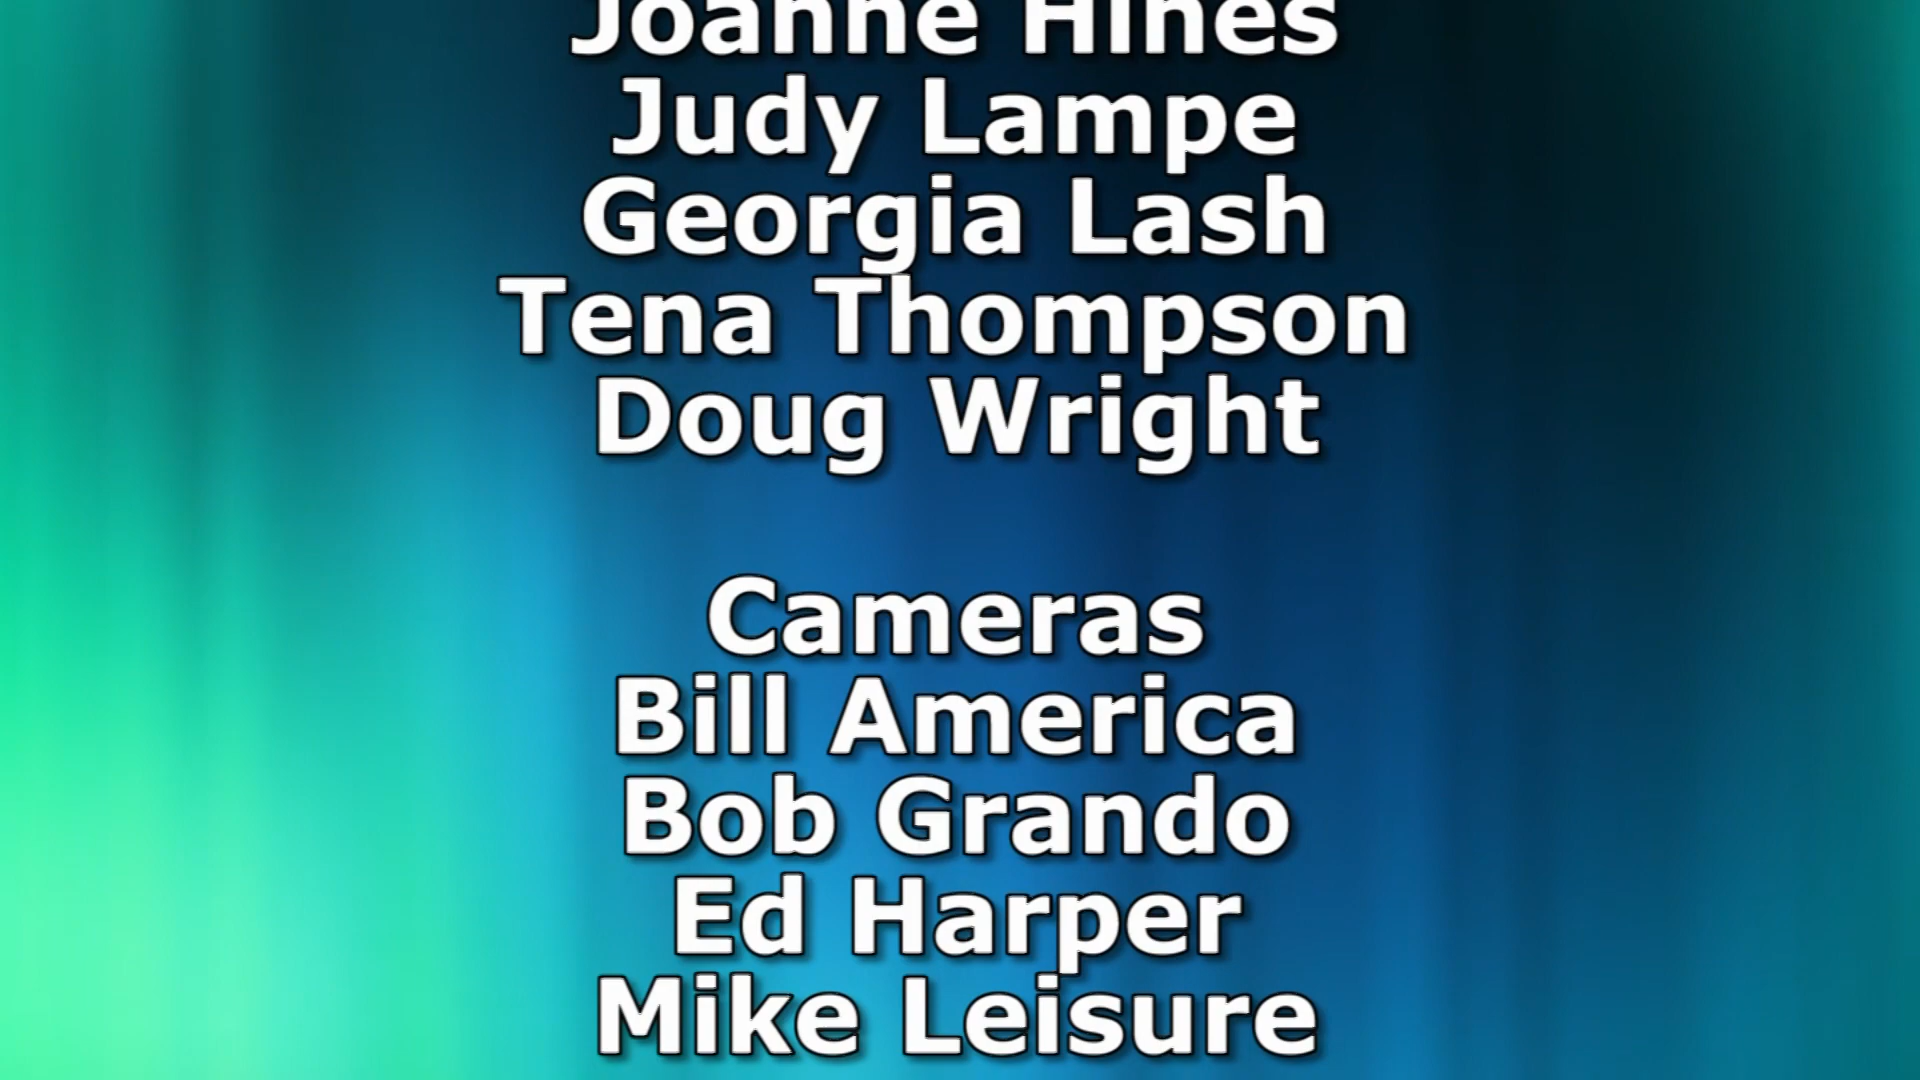 Joanne Hines
Judy Lampe
Georgia Lash
Tena Thompson
Doug Wright
Cameras
Bill America
Bob Grando
Ed Harper
Mike Leisure